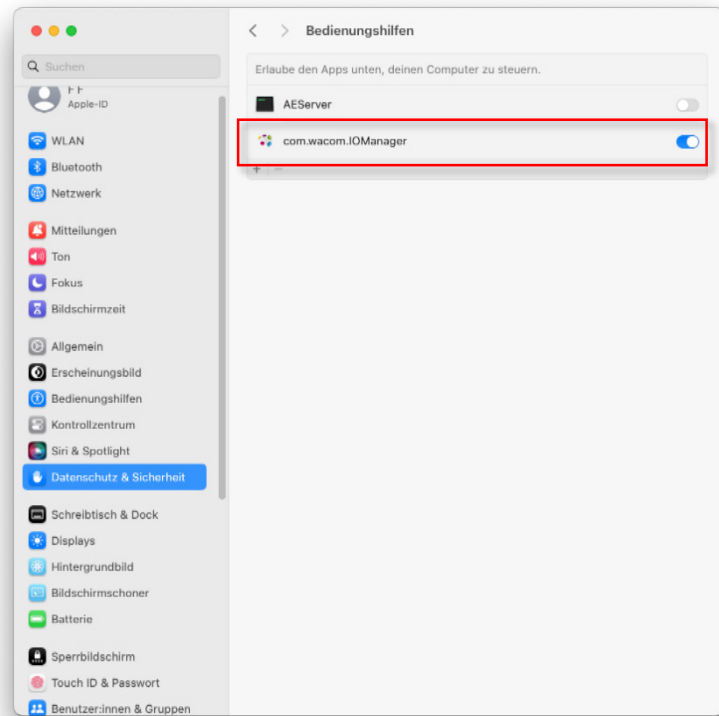 Bedienungshilfen
Suchen
F F
Apple-ID
WLAN
Bluetooth
Netzwerk
Mitteilungen
Ton
Fokus
Bildschirmzeit
Allgemein
Erscheinungsbild
Bedienungshilfen
Kontrollzentrum
Siri & Spotlight
Datenschutz & Sicherheit
Schreibtisch & Dock
Displays
Hintergrundbild
Bildschirmschoner
Batterie
Sperrbildschirm
Touch ID & Passwort
Benutzer:innen & Gruppen
Erlaube den Apps unten, deinen Computer zu steuern.
AEServer
com.wacom.IOManager